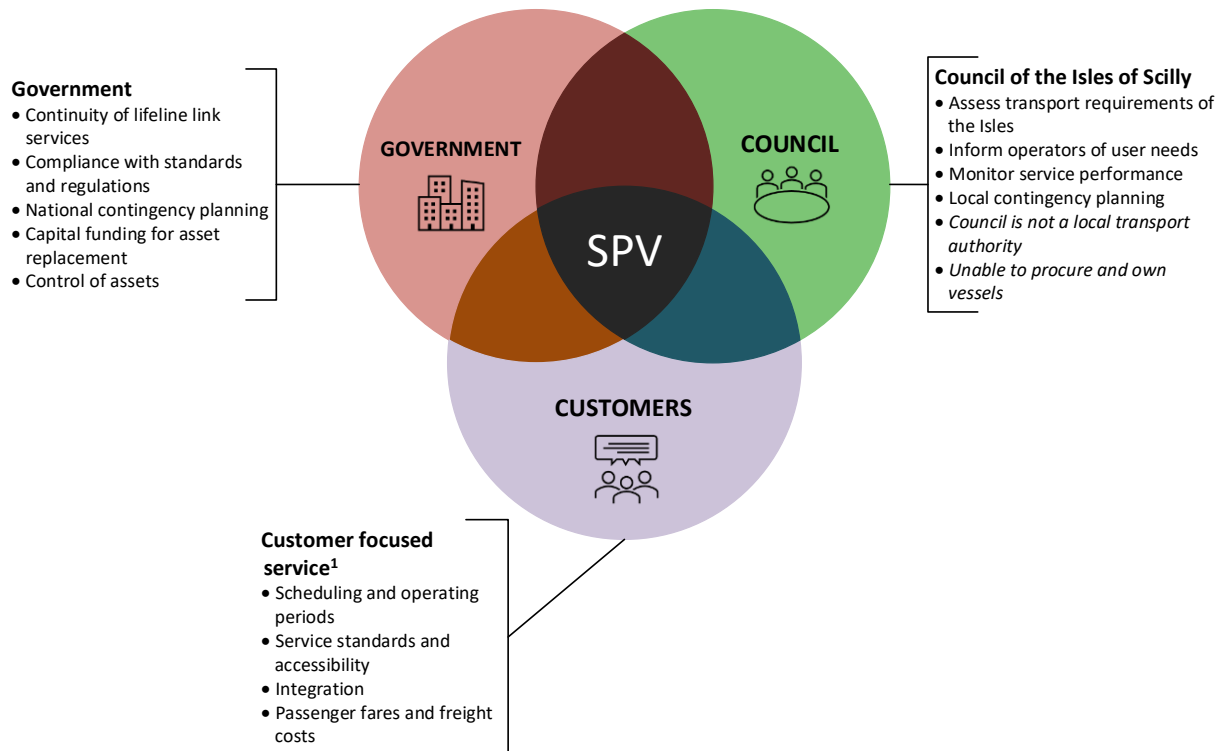 Government
• Continuity of lifeline link
services
• Compliance with standards
and regulations
• National contingency planning
• Capital funding for asset
replacement
• Control of assets
GOVERNMENT
COUNCIL
SPV
CUSTOMERS
Council of the Isles of Scilly
• Assess transport requirements of
the Isles
• Inform operators of user needs
• Monitor service performance
• Local contingency planning
• Council is not a local transport
authority
• Unable to procure and own
vessels
Customer focused
service¹
• Scheduling and operating
periods
• Service standards and
accessibility
• Integration
• Passenger fares and freight
costs